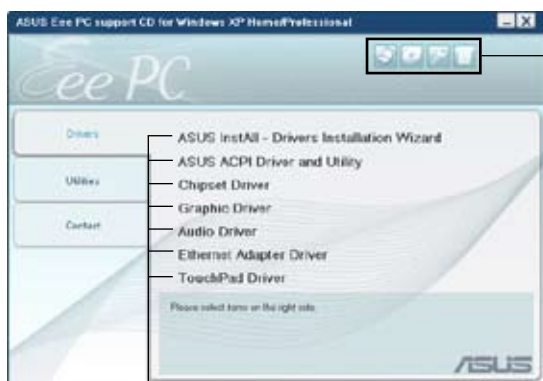 ASUS Eee PC support CD for Windows XP Home/Professional
Eee PC
Drivers
Utilities
Contact
ASUS InstAll - Drivers Installation Wizard
ASUS ACPI Driver and Utility
Chipset Driver
Graphic Driver
Audio Driver
Ethernet Adapter Driver
TouchPad Driver
Please select items on the right side.
ASUS